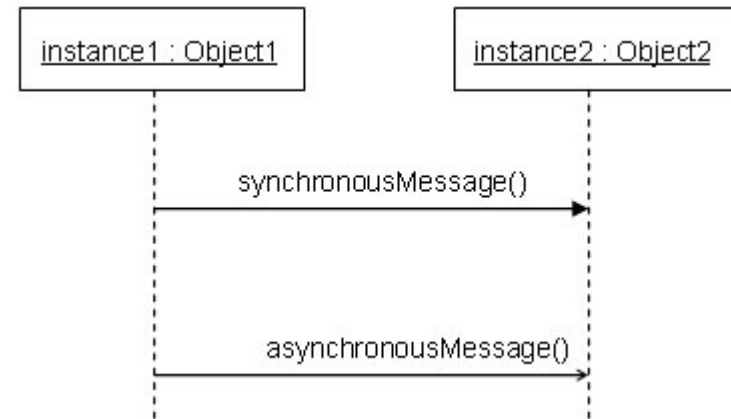 instance1 : Object1
instance2 : Object2
synchronousMessage()
asynchronousMessage()